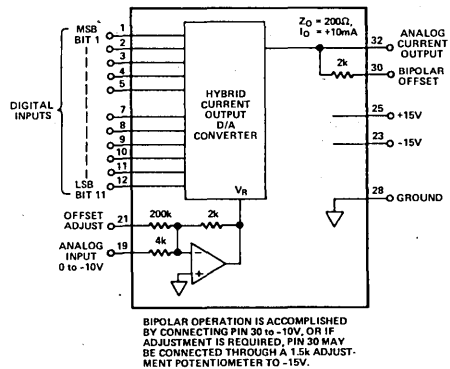 MSB
BIT 1
1
2
3
4
5
7
8
9
10
11
12
DIGITAL
INPUTS
LSB
BIT 11
HYBRID
CURRENT
OUTPUT
D/A
CONVERTER
VR
ZO = 200Ω,
IO = +10mA
32
ANALOG
CURRENT
OUTPUT
2k
30
BIPOLAR
OFFSET
25
+15V
23
-15V
28
GROUND
OFFSET
ADJUST
21
200k
2k
ANALOG
INPUT
0 to -10V
19
4k
−
+
BIPOLAR OPERATION IS ACCOMPLISHED
BY CONNECTING PIN 30 to -10V, OR IF
ADJUSTMENT IS REQUIRED, PIN 30 MAY
BE CONNECTED THROUGH A 1.5k ADJUST-
MENT POTENTIOMETER TO -15V.